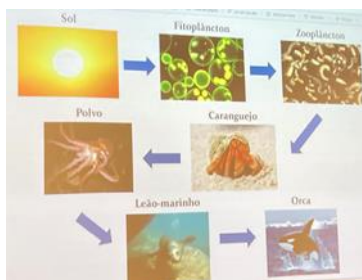 Sol
Fitoplâncton
Zooplâncton
Polvo
Caranguejo
Leão-marinho
Orca